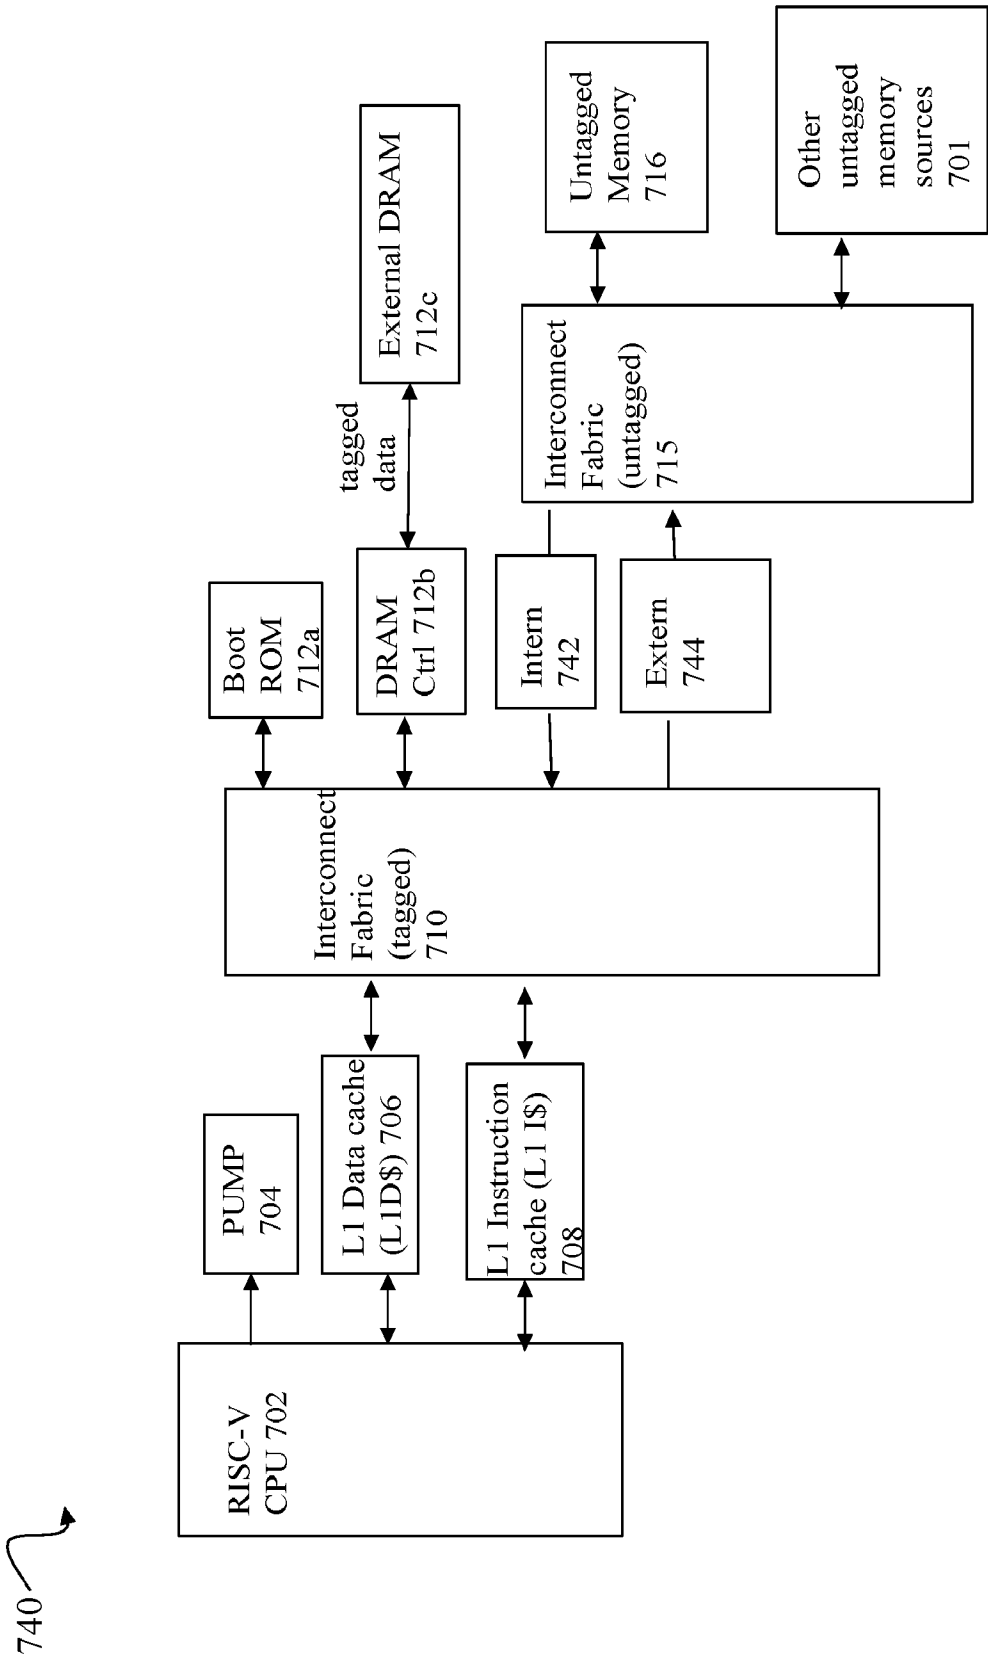 740
RISC-V
CPU 702
PUMP
704
L1 Data cache
(L1D$) 706
L1 Instruction
cache (L1 I$)
708
Interconnect
Fabric
(tagged)
710
Boot
ROM
712a
DRAM
Ctrl 712b
tagged
data
External DRAM
712c
Intern
742
Extern
744
Interconnect
Fabric
(untagged)
715
Untagged
Memory
716
Other
untagged
memory
sources
701